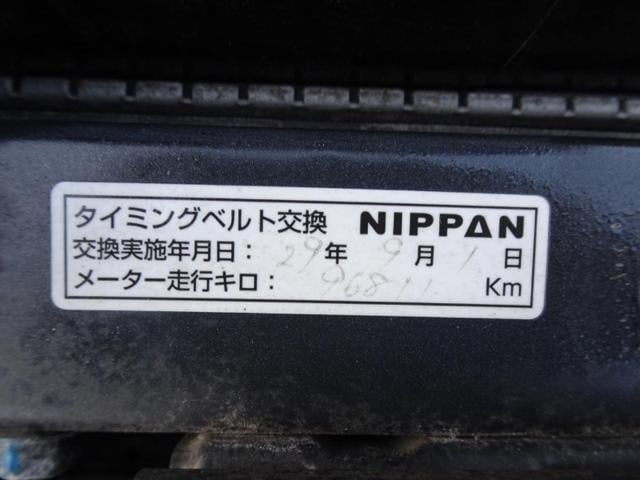 タイミングベルト交換 NIPPAN
交換実施年月日： 29年 9月 1日
メーター走行キロ： 96811 Km